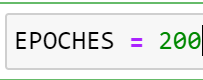 EPOCHES = 200